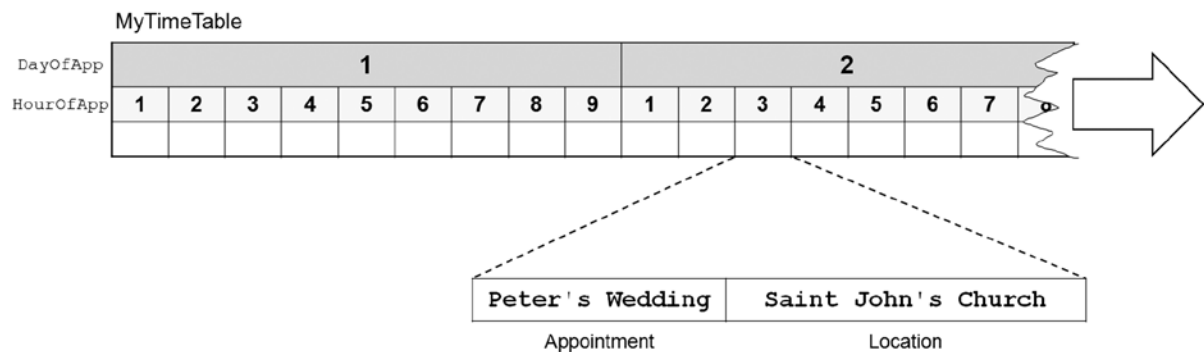 MyTimeTable
DayOfApp 1 2
HourOfApp 1 2 3 4 5 6 7 8 9 1 2 3 4 5 6 7
Peter's Wedding Saint John's Church
Appointment Location